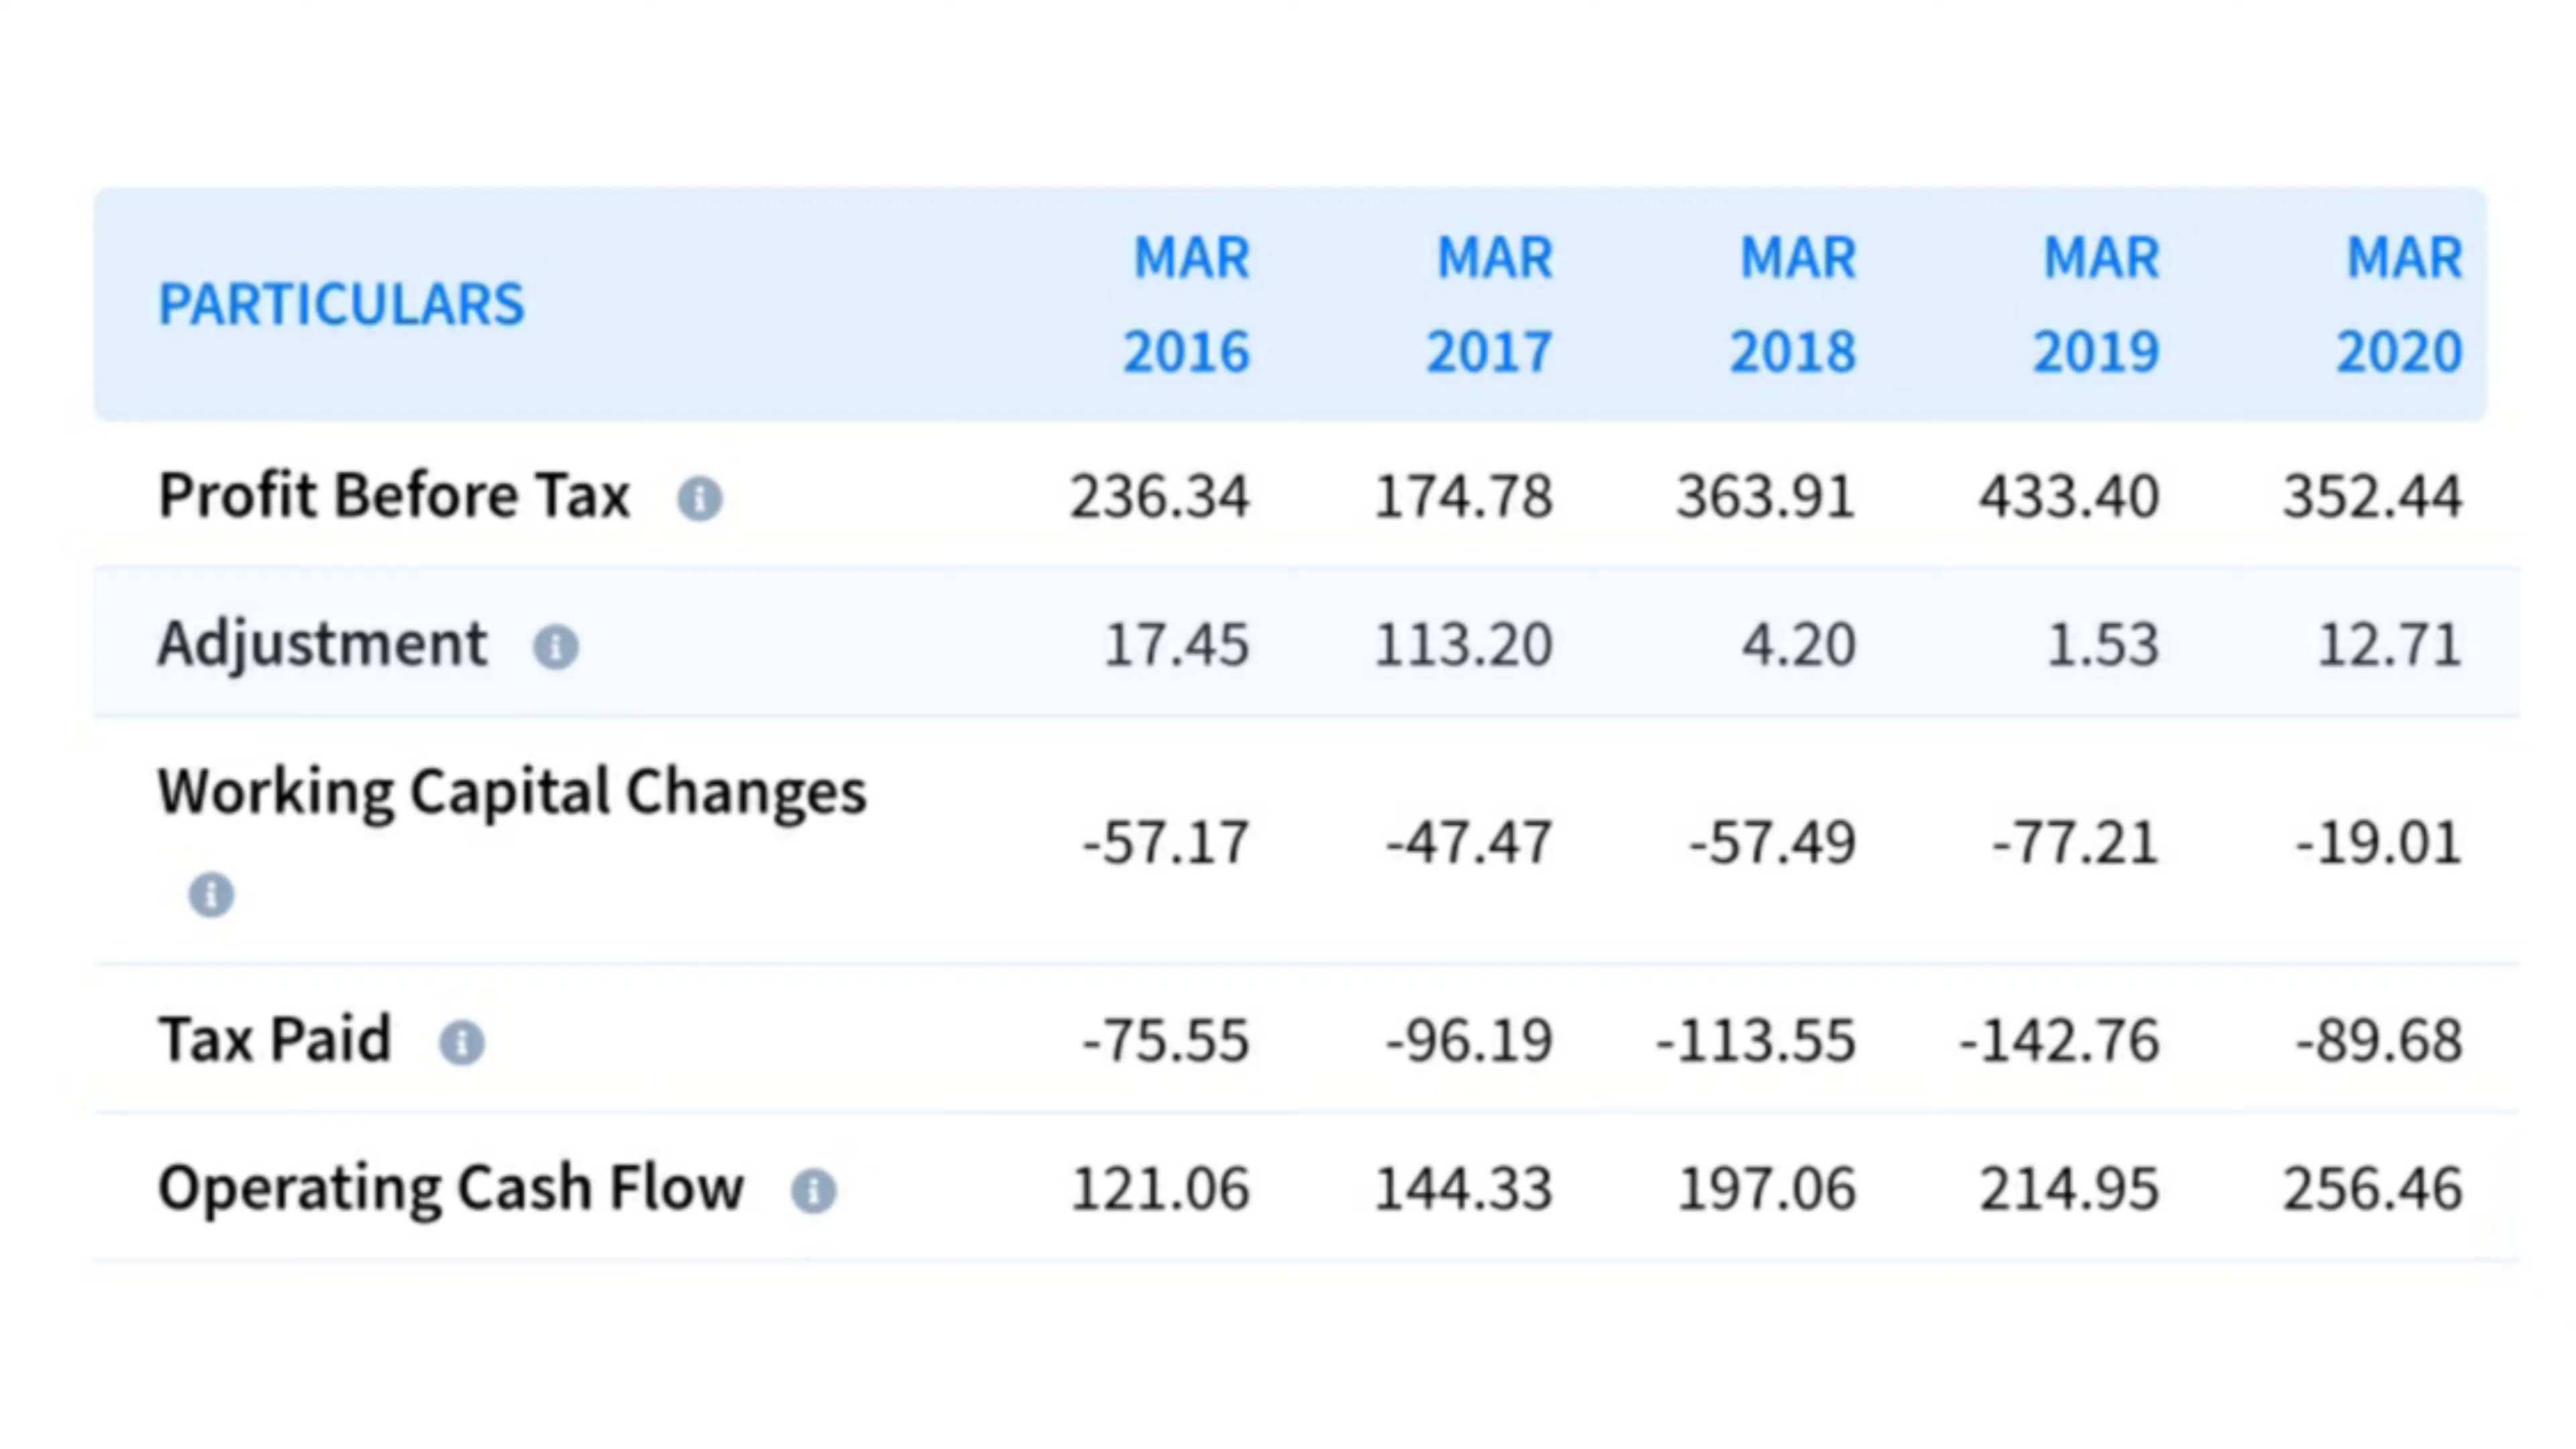 PARTICULARS MAR 2016 MAR 2017 MAR 2018 MAR 2019 MAR 2020
Profit Before Tax 236.34 174.78 363.91 433.40 352.44
Adjustment 17.45 113.20 4.20 1.53 12.71
Working Capital Changes -57.17 -47.47 -57.49 -77.21 -19.01
Tax Paid -75.55 -96.19 -113.55 -142.76 -89.68
Operating Cash Flow 121.06 144.33 197.06 214.95 256.46